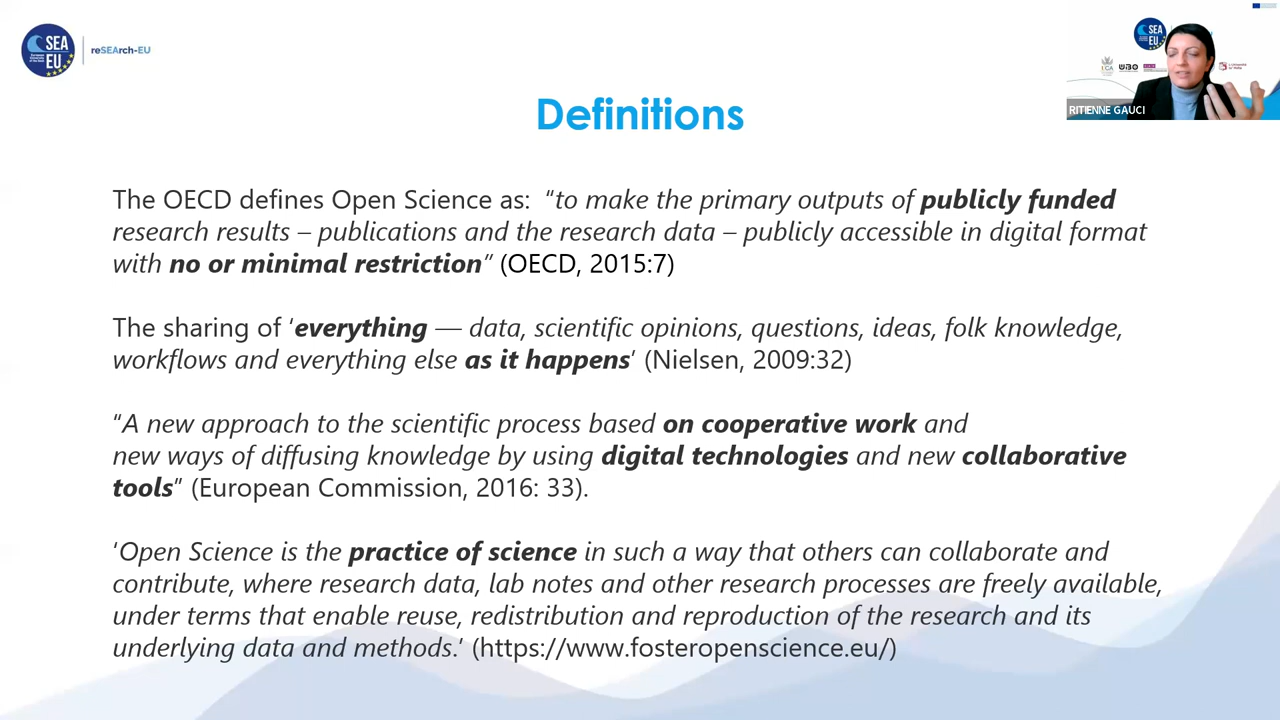 SEA
EU
reSEArch-EU
SEA
EU
UBO
RITIENNE GAUCI
Definitions
The OECD defines Open Science as: “to make the primary outputs of publicly funded
research results – publications and the research data – publicly accessible in digital format
with no or minimal restriction” (OECD, 2015:7)
The sharing of ‘everything — data, scientific opinions, questions, ideas, folk knowledge,
workflows and everything else as it happens’ (Nielsen, 2009:32)
“A new approach to the scientific process based on cooperative work and
new ways of diffusing knowledge by using digital technologies and new collaborative
tools” (European Commission, 2016: 33).
‘Open Science is the practice of science in such a way that others can collaborate and
contribute, where research data, lab notes and other research processes are freely available,
under terms that enable reuse, redistribution and reproduction of the research and its
underlying data and methods.’ (https://www.fosteropenscience.eu/)